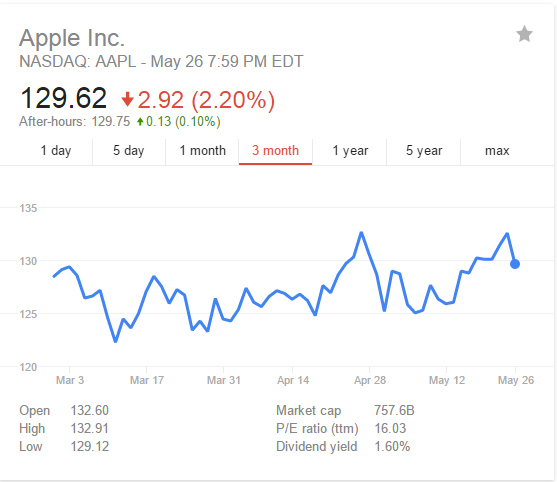 Apple Inc.
NASDAQ: AAPL - May 26 7:59 PM EDT
129.62 2.92 (2.20%)
After-hours: 129.75 0.13 (0.10%)
1 day 5 day 1 month 3 month 1 year 5 year max
135
130
125
120
Mar 3 Mar 17 Mar 31 Apr 14 Apr 28 May 12 May 26
Open 132.60 Market cap 757.6B
High 132.91 P/E ratio (ttm) 16.03
Low 129.12 Dividend yield 1.60%